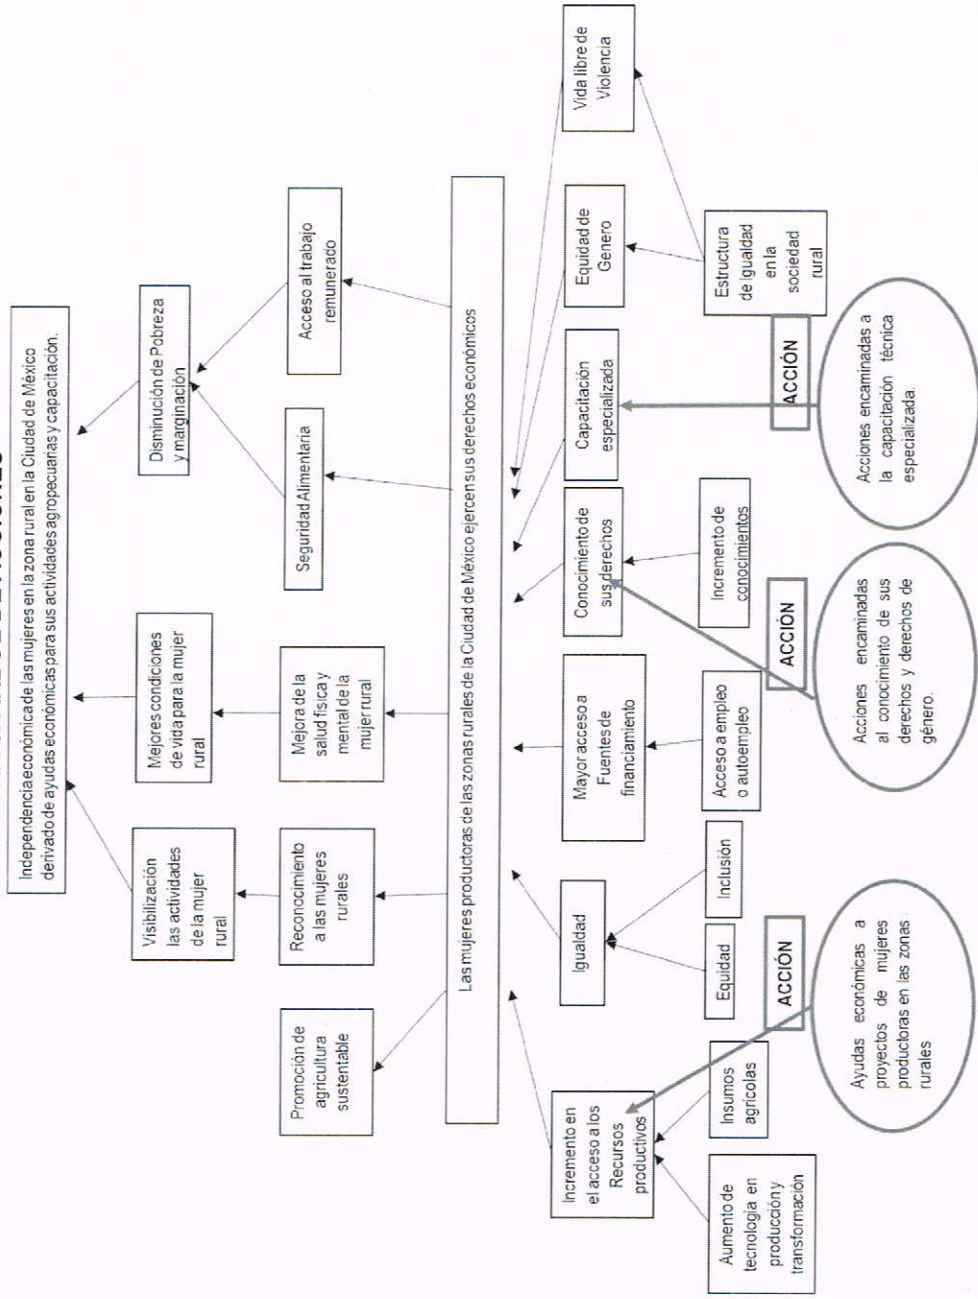 Independencia económica de las mujeres en la zona rural en la Ciudad de México
derivado de ayudas económicas para sus actividades agropecuarias y capacitación.
Visibilización
las actividades
de la mujer
rural
Mejores condiciones
de vida para la mujer
rural
Disminución de Pobreza
y marginación
Promoción de
agricultura
sustentable
Reconocimiento
a las mujeres
rurales
Mejora de la
salud física y
mental de la
mujer rural
Seguridad Alimentaria
Acceso al trabajo
remunerado
Las mujeres productoras de las zonas rurales de la Ciudad de México ejercen sus derechos económicos
Incremento en
el acceso a los
Recursos
productivos
Igualdad
Mayor acceso a
Fuentes de
financiamiento
Conocimiento de
sus derechos
Capacitación
especializada
Equidad de
Genero
Vida libre de
Violencia
Aumento de
tecnología en
producción y
transformación
Insumos
agrícolas
Equidad
Inclusión
Acceso a empleo
o autoempleo
Incremento de
conocimientos
Estructura
de Igualdad
en la
sociedad
rural
ACCIÓN
ACCIÓN
ACCIÓN
Ayudas económicas a
proyectos de mujeres
productoras en las zonas
rurales
Acciones encaminadas
al conocimiento de sus
derechos y derechos de
género.
Acciones encaminadas a
la capacitación técnica
especializada.